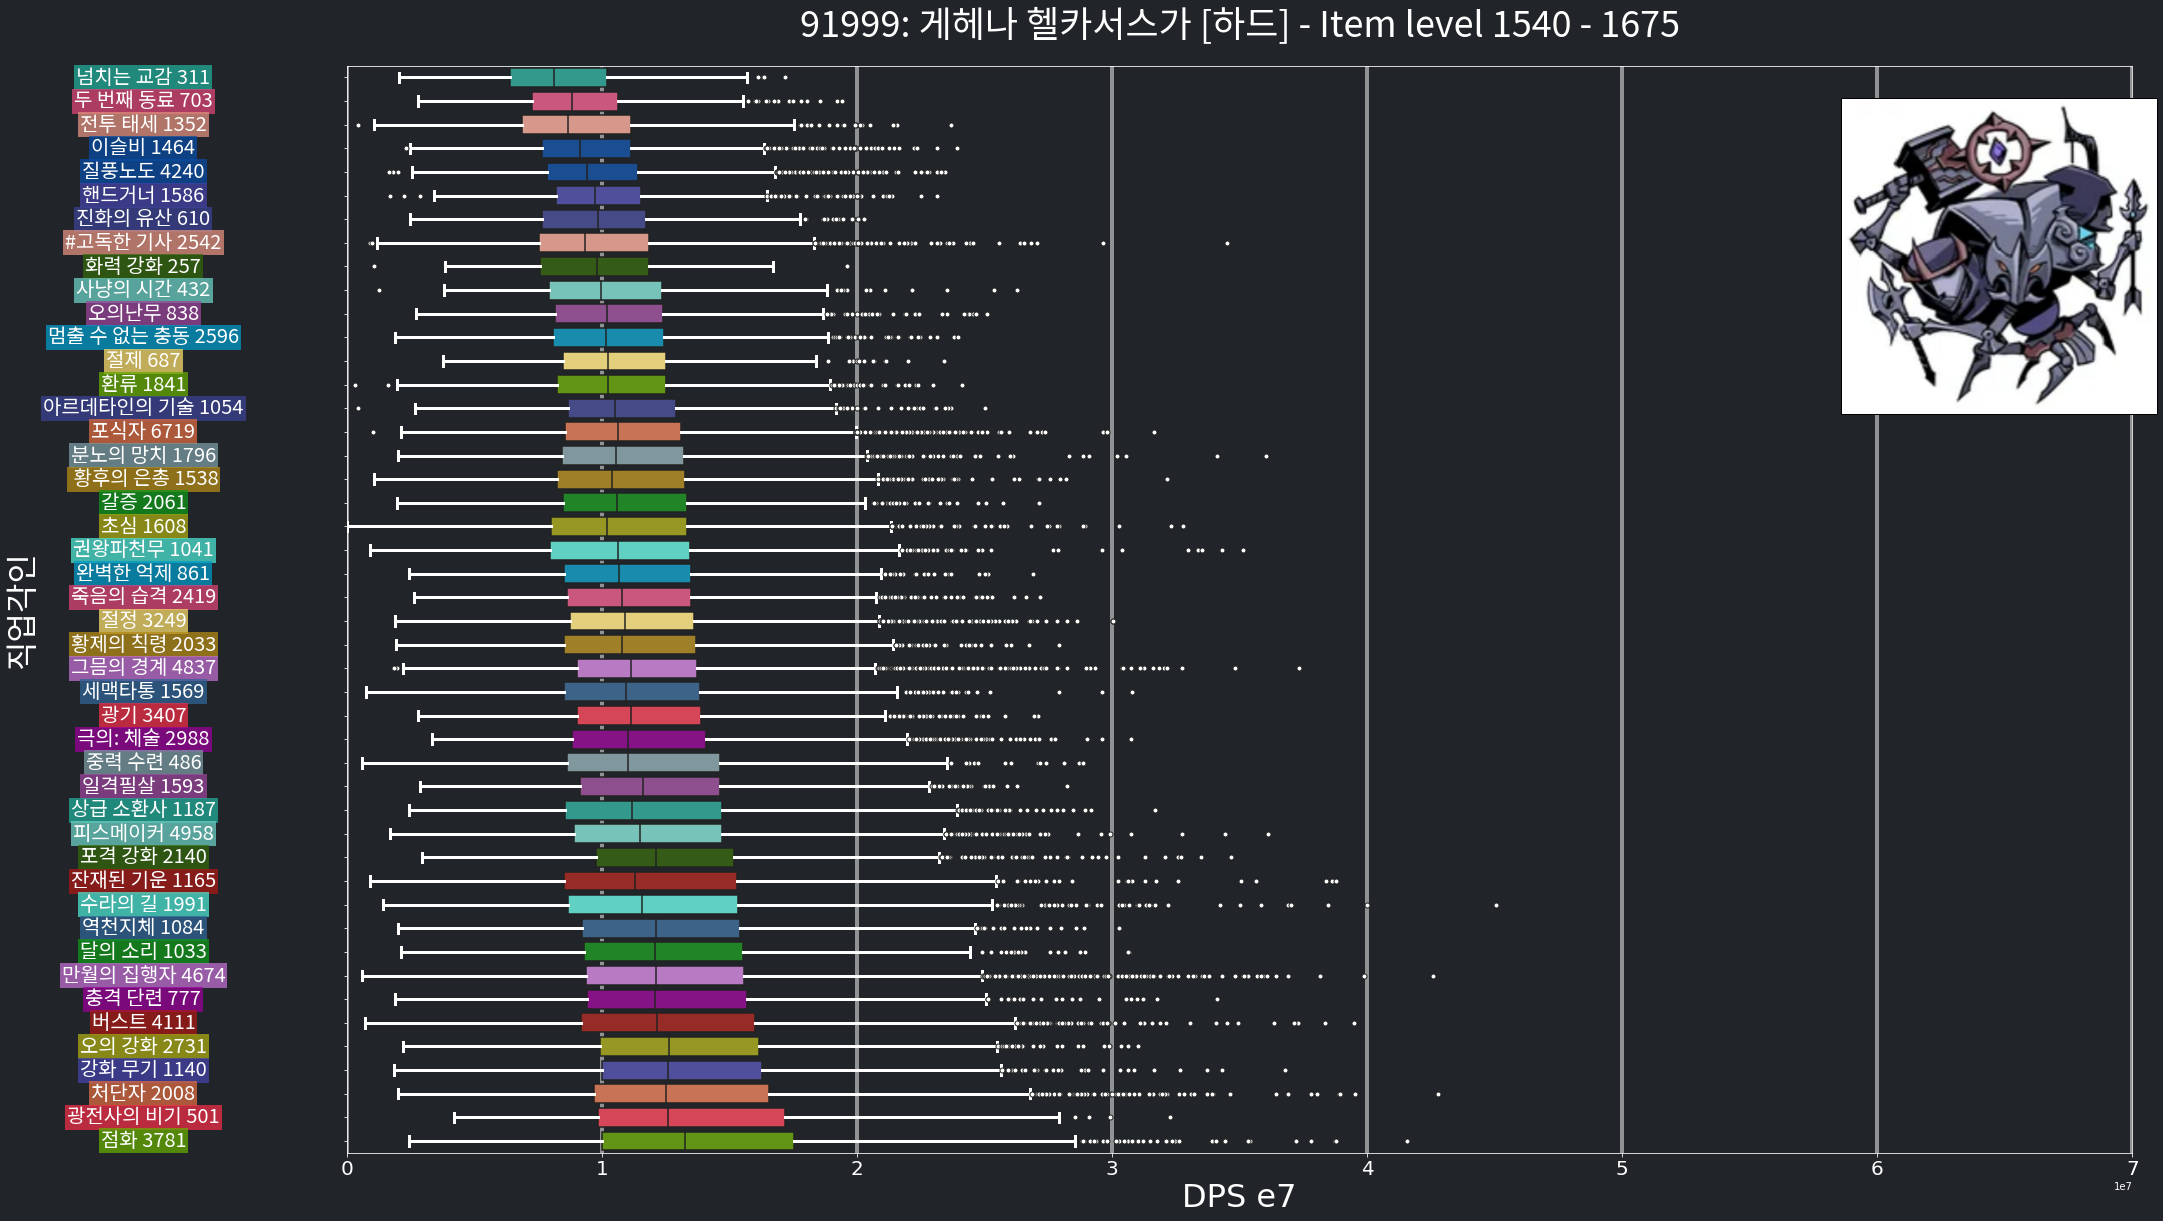 91999: 게헤나 헬카서스가 [하드] - Item level 1540 - 1675
넘치는 교감 311
두 번째 동료 703
전투 태세 1352
이슬비 1464
질풍노도 4240
핸드거너 1586
진화의 유산 610
#고독한 기사 2542
화력 강화 257
사냥의 시간 432
오의난무 838
멈출 수 없는 충동 2596
절제 687
환류 1841
아르데타인의 기술 1054
포식자 6719
분노의 망치 1796
황후의 은총 1538
갈증 2061
초심 1608
권왕파천무 1041
완벽한 억제 861
죽음의 습격 2419
절정 3249
황제의 칙령 2033
그믐의 경계 4837
세맥타통 1569
광기 3407
극의: 체술 2988
중력 수련 486
일격필살 1593
상급 소환사 1187
피스메이커 4958
포격 강화 2140
잔재된 기운 1165
수라의 길 1991
역천지체 1084
달의 소리 1033
만월의 집행자 4674
충격 단련 777
버스트 4111
오의 강화 2731
강화 무기 1140
처단자 2008
광전사의 비기 501
점화 3781
직업각인
0 1 2 3 4 5 6 7
1e7
DPS e7